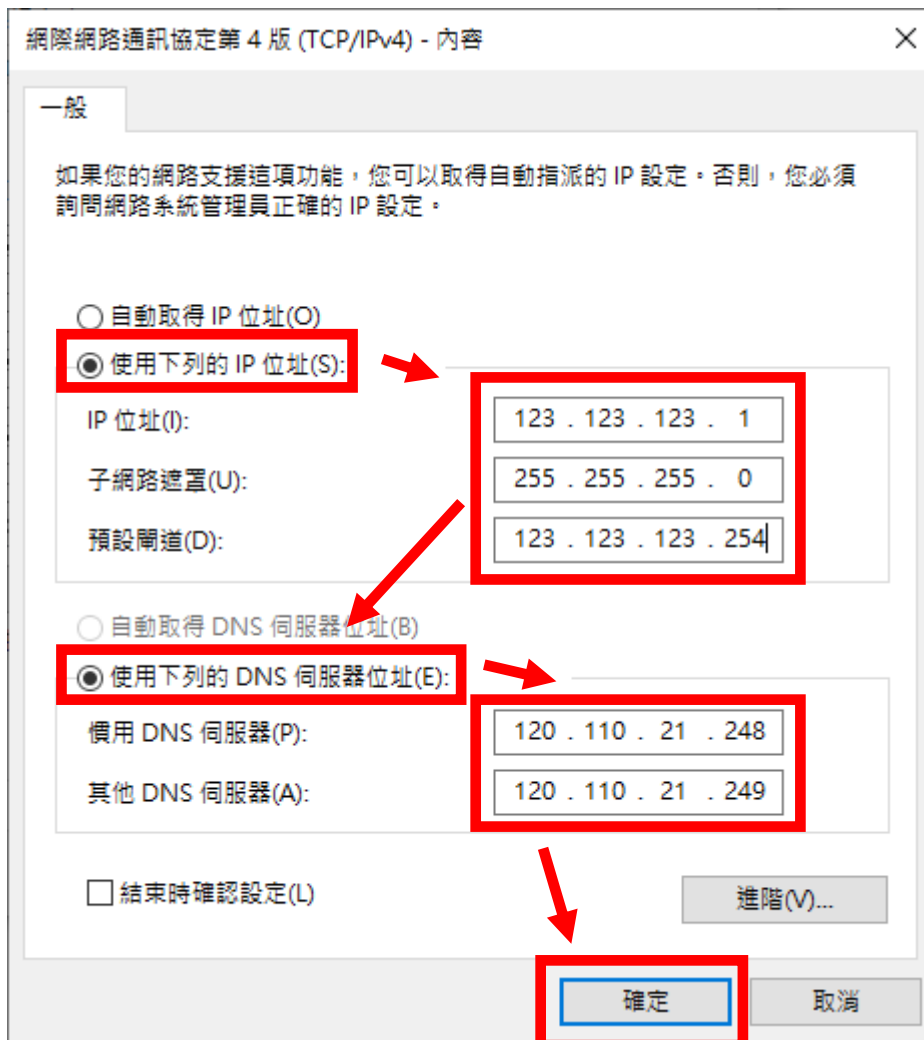 網際網路通訊協定第 4 版 (TCP/IPv4) - 內容
一般
如果您的網路支援這項功能，您可以取得自動指派的 IP 設定。否則，您必須
詢問網路系統管理員正確的 IP 設定。
自動取得 IP 位址(O)
使用下列的 IP 位址(S):
IP 位址(I):
123 . 123 . 123 . 1
子網路遮罩(U):
255 . 255 . 255 . 0
預設閘道(D):
123 . 123 . 123 . 254
自動取得 DNS 伺服器位址(B)
使用下列的 DNS 伺服器位址(E):
慣用 DNS 伺服器(P):
120 . 110 . 21 . 248
其他 DNS 伺服器(A):
120 . 110 . 21 . 249
結束時確認設定(L)
進階(V)...
確定
取消